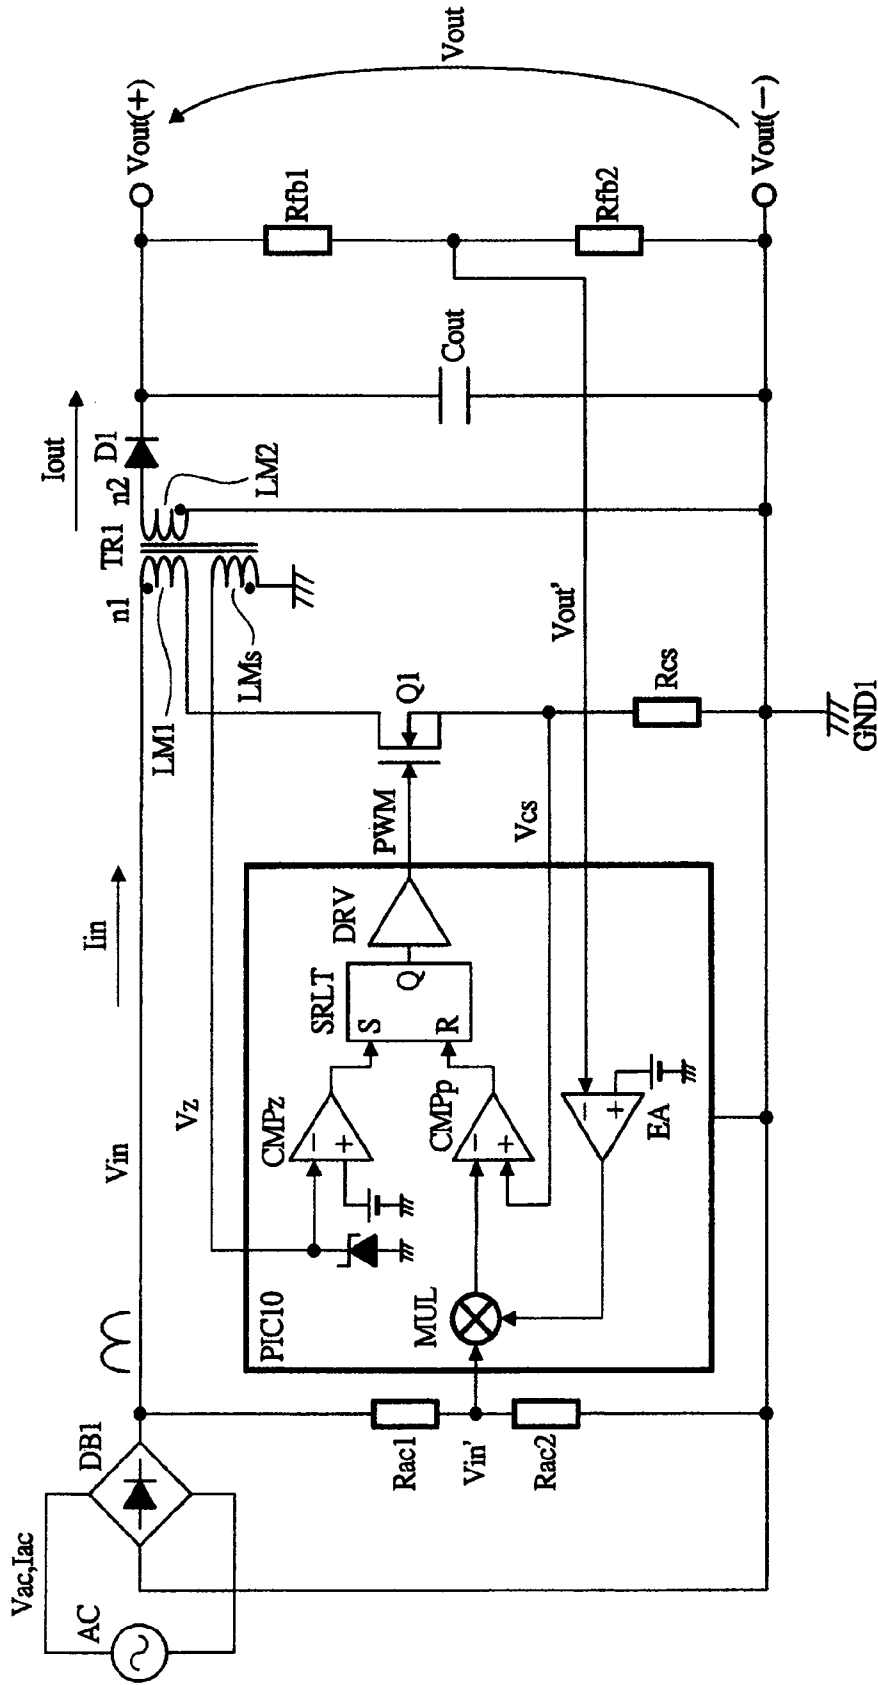 Vac,Iac
AC
DB1
Vin
Iin
n1
TR1
n2
D1
Iout
Vout(+)
LM1
LMs
LM2
Vz
PIC10
CMPz
−
+
SRLT
S
R
Q
DRV
PWM
Q1
Cout
Rfb1
Vout
Rac1
Vin'
Rac2
MUL
CMPp
−
+
Vcs
Rcs
Vout'
Rfb2
EA
−
+
GND1
Vout(−)